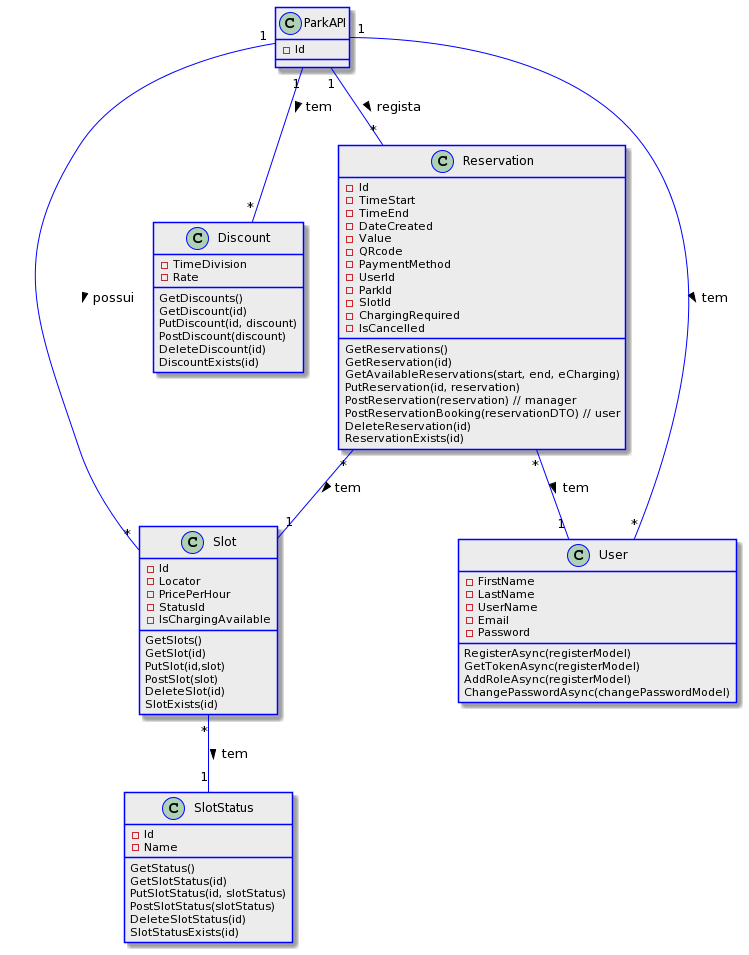 C ParkAPI
Id
1
1
1
1
tem
regista
*
*
C Reservation
Id
TimeStart
TimeEnd
DateCreated
Value
QRcode
PaymentMethod
UserId
ParkId
SlotId
ChargingRequired
IsCancelled
GetReservations()
GetReservation(id)
GetAvailableReservations(start, end, eCharging)
PutReservation(id, reservation)
PostReservation(reservation) // manager
PostReservationBooking(reservationDTO) // user
DeleteReservation(id)
ReservationExists(id)
C Discount
TimeDivision
Rate
GetDiscounts()
GetDiscount(id)
PutDiscount(id, discount)
PostDiscount(discount)
DeleteDiscount(id)
DiscountExists(id)
possui
tem
*
*
tem
tem
1
1
*
*
C Slot
Id
Locator
PricePerHour
StatusId
IsChargingAvailable
GetSlots()
GetSlot(id)
PutSlot(id,slot)
PostSlot(slot)
DeleteSlot(id)
SlotExists(id)
C User
FirstName
LastName
UserName
Email
Password
RegisterAsync(registerModel)
GetTokenAsync(registerModel)
AddRoleAsync(registerModel)
ChangePasswordAsync(changePasswordModel)
*
tem
1
C SlotStatus
Id
Name
GetStatus()
GetSlotStatus(id)
PutSlotStatus(id, slotStatus)
PostSlotStatus(slotStatus)
DeleteSlotStatus(id)
SlotStatusExists(id)